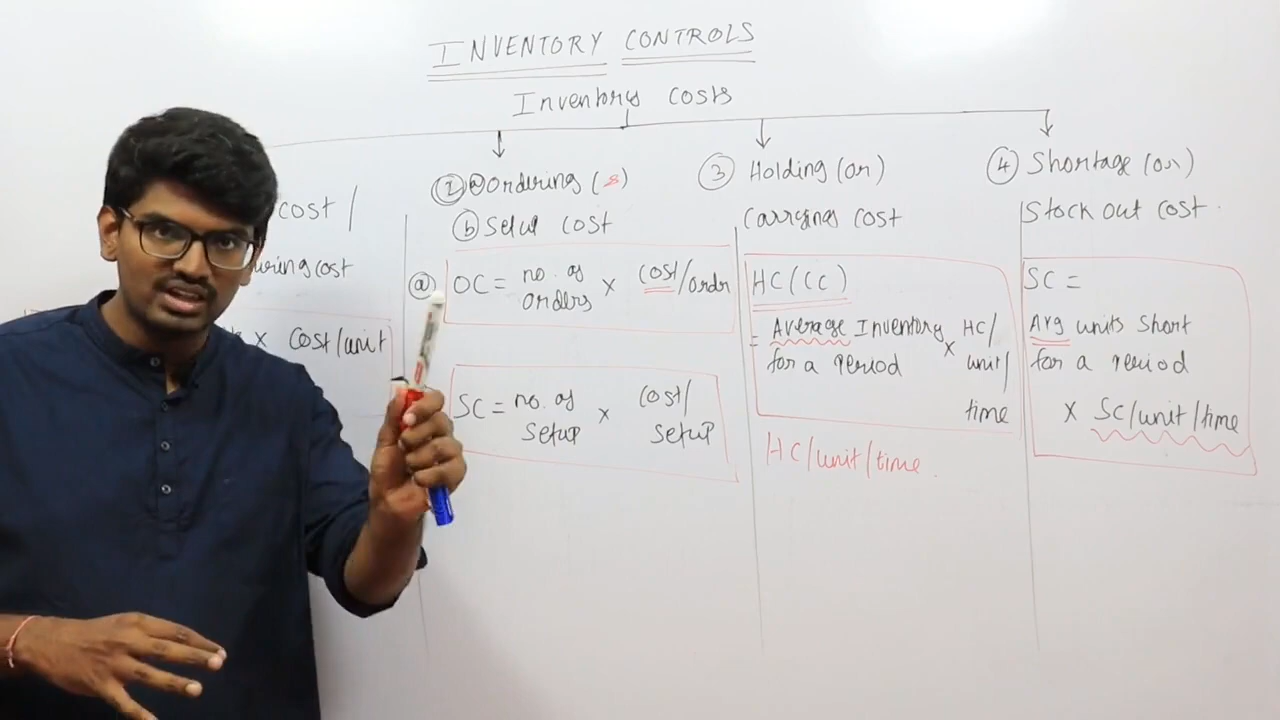 INVENTORY CONTROLS
Inventory costs
cost /
cost
x cost/unit
② ⓐ Ordering (s)
ⓑ Setup cost
ⓐ OC = no. of orders x cost/order
SC = no. of setup x cost/setup
③ Holding (or)
Carrying cost
HC/(CC)
= Average Inventory x HC/
for a period unit/
time
HC/unit/time.
④ Shortage (or)
Stock out cost.
SC =
Avg units short
for a period
x SC/unit/time